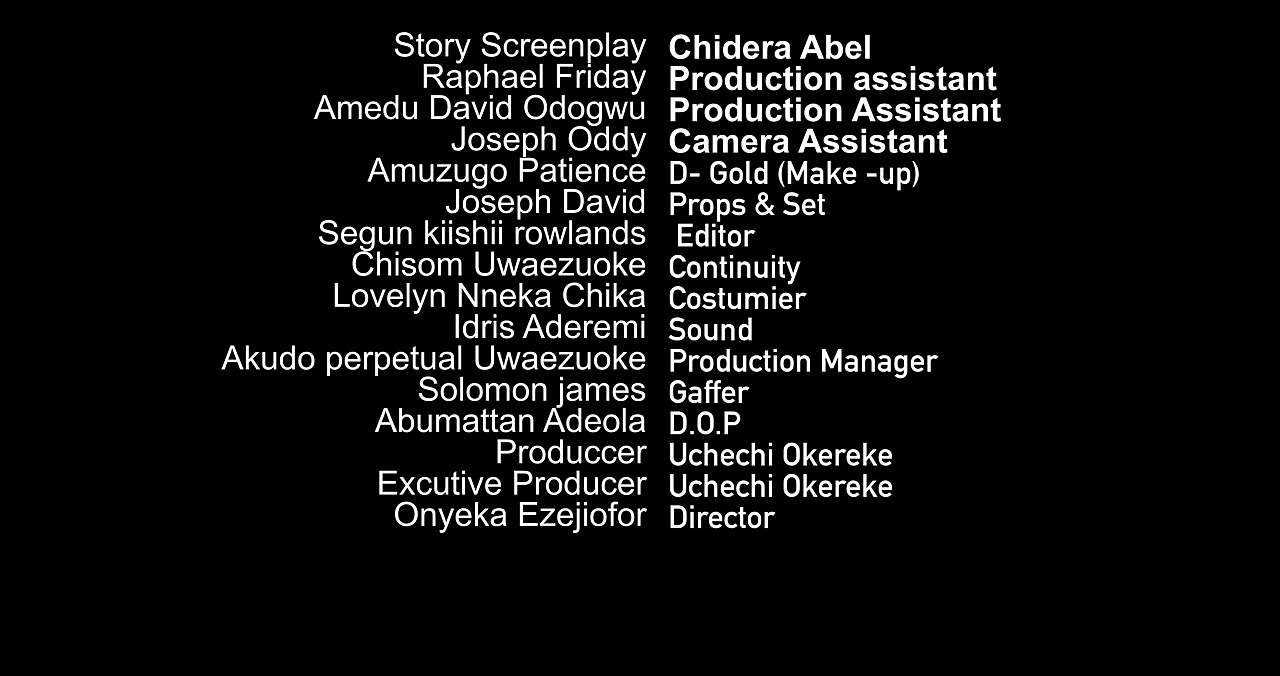 Story Screenplay Chidera Abel
Raphael Friday Production assistant
Amedu David Odogwu Production Assistant
Joseph Oddy Camera Assistant
Amuzugo Patience D- Gold (Make -up)
Joseph David Props & Set
Segun kiishii rowlands Editor
Chisom Uwaezuoke Continuity
Lovelyn Nneka Chika Costumier
Idris Aderemi Sound
Akudo perpetual Uwaezuoke Production Manager
Solomon james Gaffer
Abumattan Adeola D.O.P
Produccer Uchechi Okereke
Excutive Producer Uchechi Okereke
Onyeka Ezejiofor Director